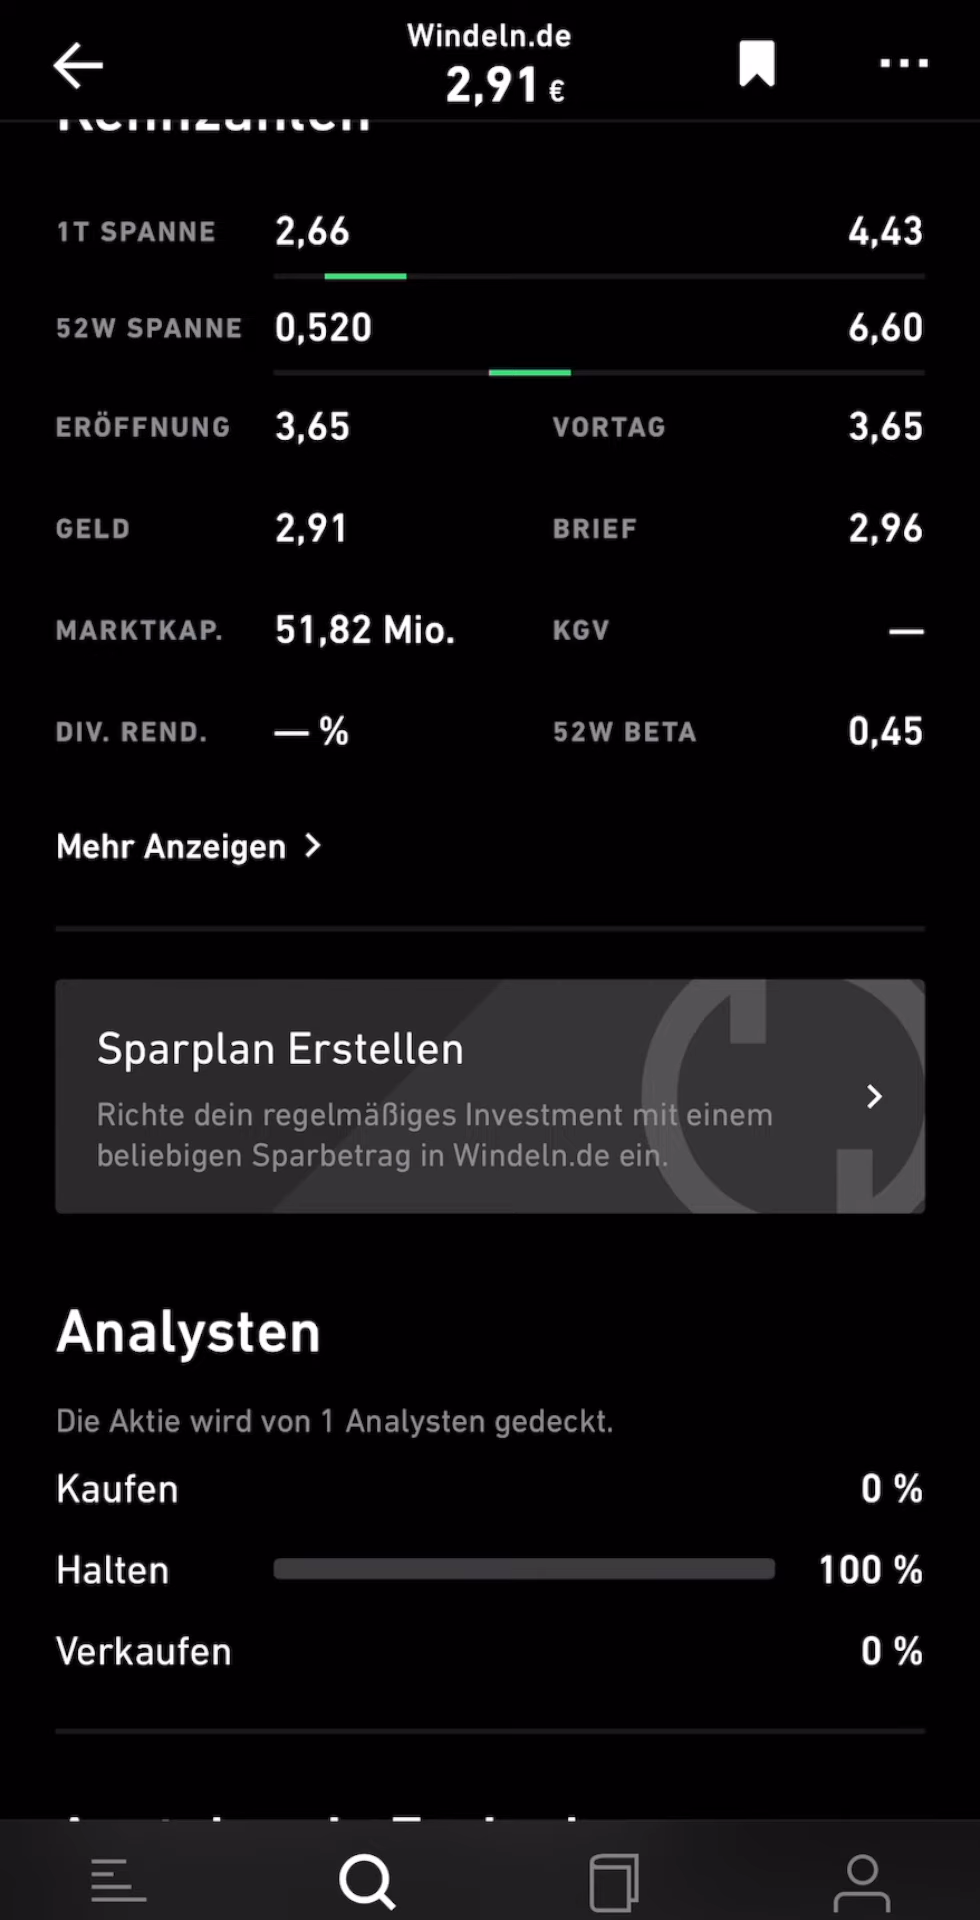 Windeln.de
2,91 €
Kennzahlen
1T SPANNE 2,66 4,43
52W SPANNE 0,520 6,60
ERÖFFNUNG 3,65 VORTAG 3,65
GELD 2,91 BRIEF 2,96
MARKTKAP. 51,82 Mio. KGV —
DIV. REND. — % 52W BETA 0,45
Mehr Anzeigen
Sparplan Erstellen
Richte dein regelmäßiges Investment mit einem
beliebigen Sparbetrag in Windeln.de ein.
Analysten
Die Aktie wird von 1 Analysten gedeckt.
Kaufen 0 %
Halten 100 %
Verkaufen 0 %